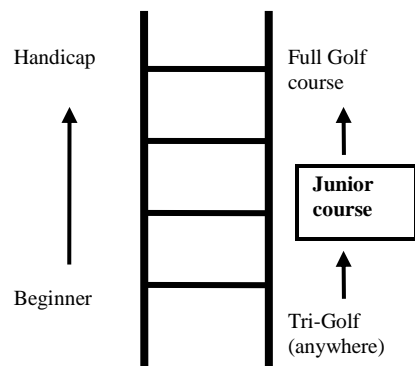 Handicap
Full Golf
course
Junior
course
Beginner
Tri-Golf
(anywhere)